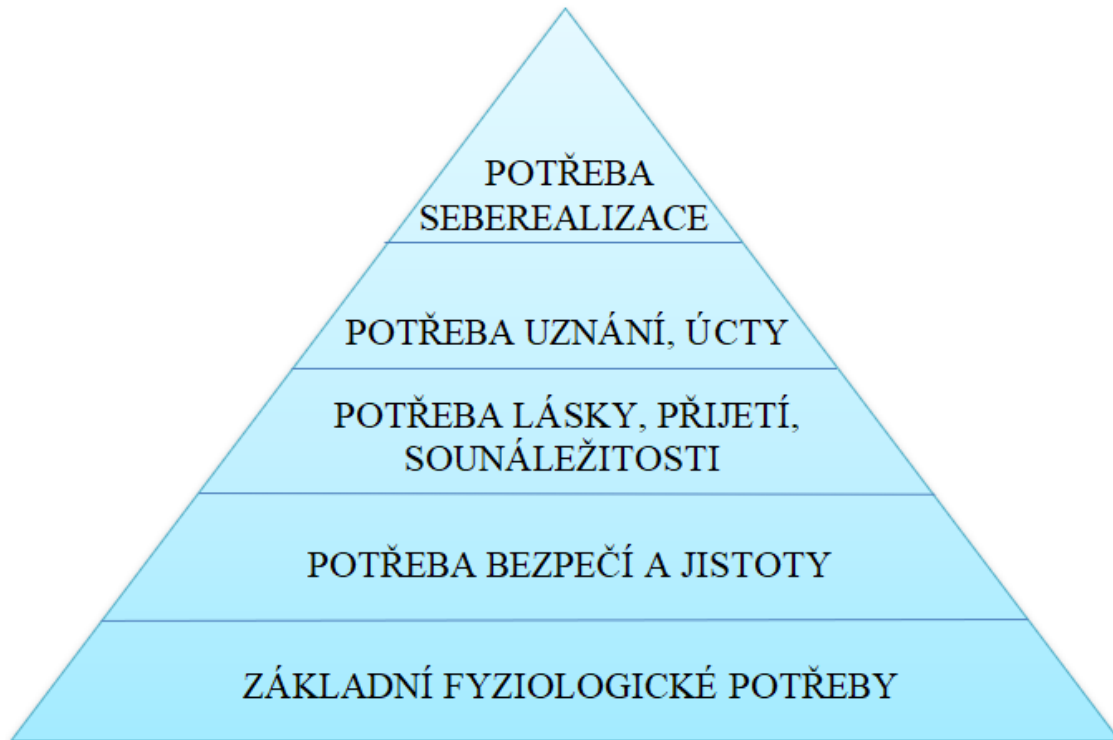 POTŘEBA
SEBEREALIZACE
POTŘEBA UZNÁNÍ, ÚCTY
POTŘEBA LÁSKY, PŘIJETÍ,
SOUNÁLEŽITOSTI
POTŘEBA BEZPEČÍ A JISTOTY
ZÁKLADNÍ FYZIOLOGICKÉ POTŘEBY